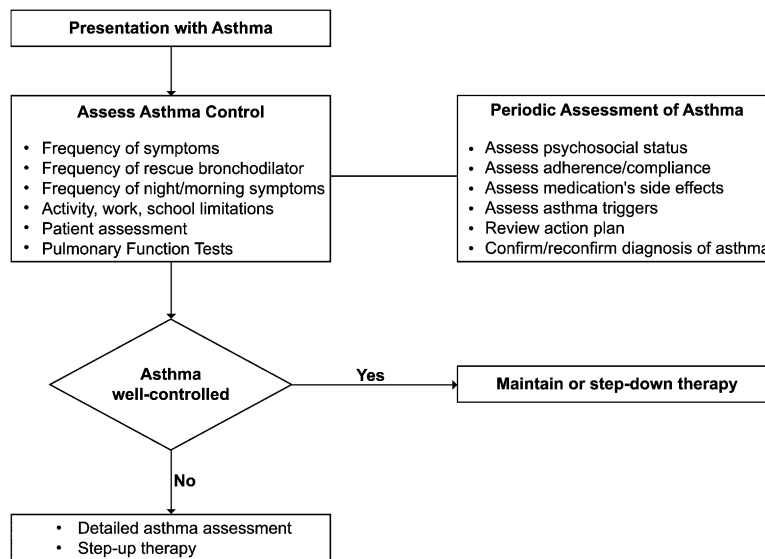 Presentation with Asthma
Assess Asthma Control
• Frequency of symptoms
• Frequency of rescue bronchodilator
• Frequency of night/morning symptoms
• Activity, work, school limitations
• Patient assessment
• Pulmonary Function Tests
Periodic Assessment of Asthma
• Assess psychosocial status
• Assess adherence/compliance
• Assess medication's side effects
• Assess asthma triggers
• Review action plan
• Confirm/reconfirm diagnosis of asthma
Asthma
well-controlled
Yes
Maintain or step-down therapy
No
• Detailed asthma assessment
• Step-up therapy